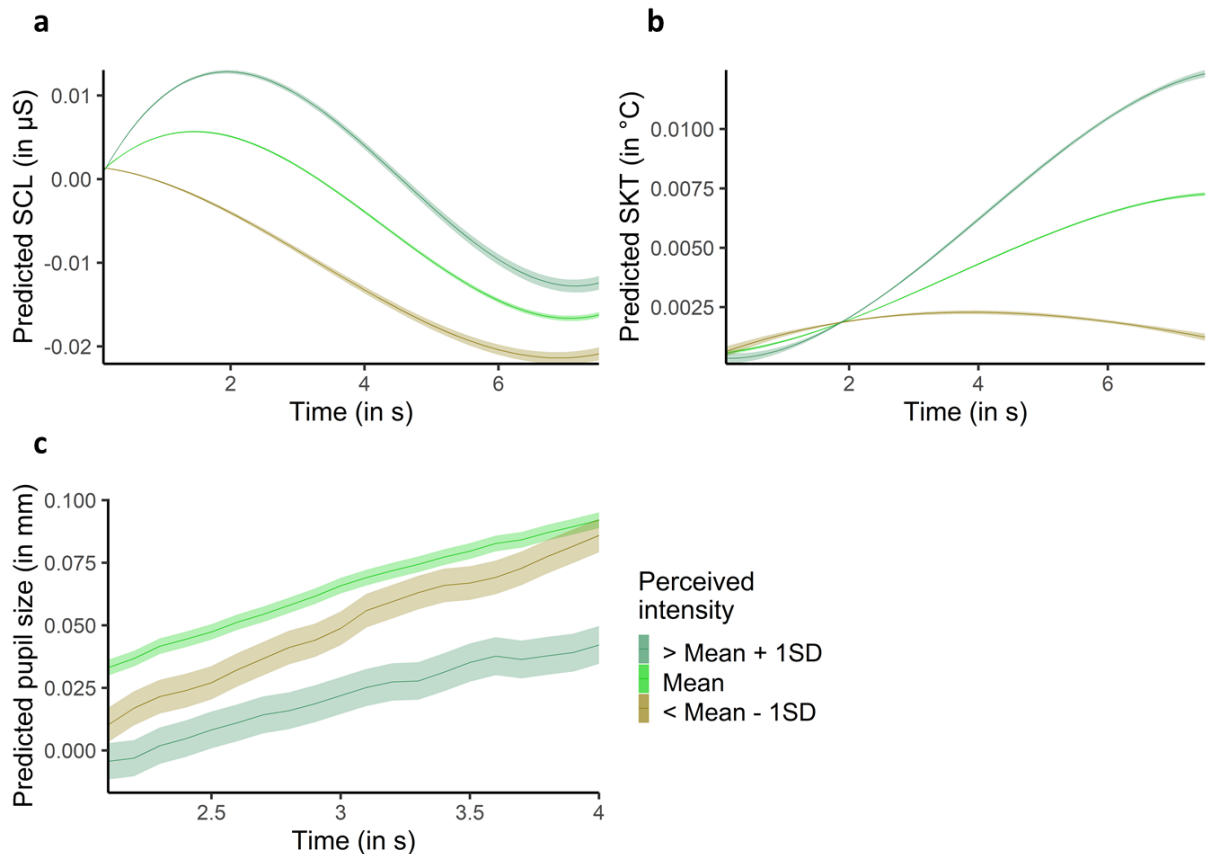 a
Predicted SCL (in µS)
0.01
0.00
-0.01
-0.02
2
4
6
Time (in s)
b
Predicted SKT (in °C)
0.0100
0.0075
0.0050
0.0025
2
4
6
Time (in s)
c
Predicted pupil size (in mm)
0.100
0.075
0.050
0.025
0.000
2.5
3
3.5
4
Time (in s)
Perceived
intensity
> Mean + 1SD
Mean
< Mean - 1SD